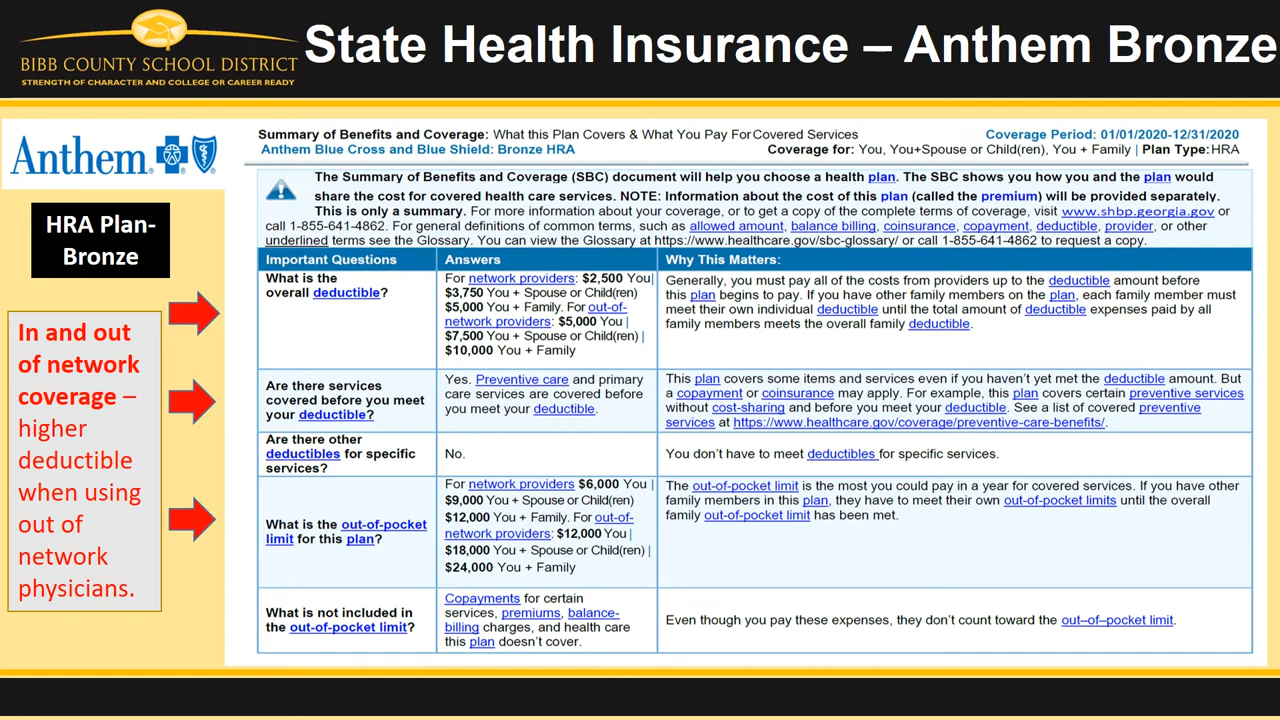 BIBB COUNTY SCHOOL DISTRICT
STRENGTH OF CHARACTER AND COLLEGE OR CAREER READY
State Health Insurance – Anthem Bronze
Anthem.
HRA Plan-
Bronze
In and out
of network
coverage –
higher
deductible
when using
out of
network
physicians.
Summary of Benefits and Coverage: What this Plan Covers & What You Pay For Covered Services
Coverage Period: 01/01/2020-12/31/2020
Anthem Blue Cross and Blue Shield: Bronze HRA
Coverage for: You, You+Spouse or Child(ren), You + Family | Plan Type: HRA
The Summary of Benefits and Coverage (SBC) document will help you choose a health plan. The SBC shows you how you and the plan would
share the cost for covered health care services. NOTE: Information about the cost of this plan (called the premium) will be provided separately.
This is only a summary. For more information about your coverage, or to get a copy of the complete terms of coverage, visit www.shbp.georgia.gov or
call 1-855-641-4862. For general definitions of common terms, such as allowed amount, balance billing, coinsurance, copayment, deductible, provider, or other
underlined terms see the Glossary. You can view the Glossary at https://www.healthcare.gov/sbc-glossary/ or call 1-855-641-4862 to request a copy.
Important Questions
Answers
Why This Matters:
What is the
overall deductible?
For network providers: $2,500 You|
$3,750 You + Spouse or Child(ren)
$5,000 You + Family. For out-of-
network providers: $5,000 You |
$7,500 You + Spouse or Child(ren) |
$10,000 You + Family
Generally, you must pay all of the costs from providers up to the deductible amount before
this plan begins to pay. If you have other family members on the plan, each family member must
meet their own individual deductible until the total amount of deductible expenses paid by all
family members meets the overall family deductible.
Are there services
covered before you meet
your deductible?
Yes. Preventive care and primary
care services are covered before
you meet your deductible.
This plan covers some items and services even if you haven't yet met the deductible amount. But
a copayment or coinsurance may apply. For example, this plan covers certain preventive services
without cost-sharing and before you meet your deductible. See a list of covered preventive
services at https://www.healthcare.gov/coverage/preventive-care-benefits/.
Are there other
deductibles for specific
services?
No.
You don't have to meet deductibles for specific services.
What is the out-of-pocket
limit for this plan?
For network providers $6,000 You |
$9,000 You + Spouse or Child(ren)
$12,000 You + Family. For out-of-
network providers: $12,000 You |
$18,000 You + Spouse or Child(ren) |
$24,000 You + Family
The out-of-pocket limit is the most you could pay in a year for covered services. If you have other
family members in this plan, they have to meet their own out-of-pocket limits until the overall
family out-of-pocket limit has been met.
What is not included in
the out-of-pocket limit?
Copayments for certain
services, premiums, balance-
billing charges, and health care
this plan doesn't cover.
Even though you pay these expenses, they don't count toward the out–of–pocket limit.